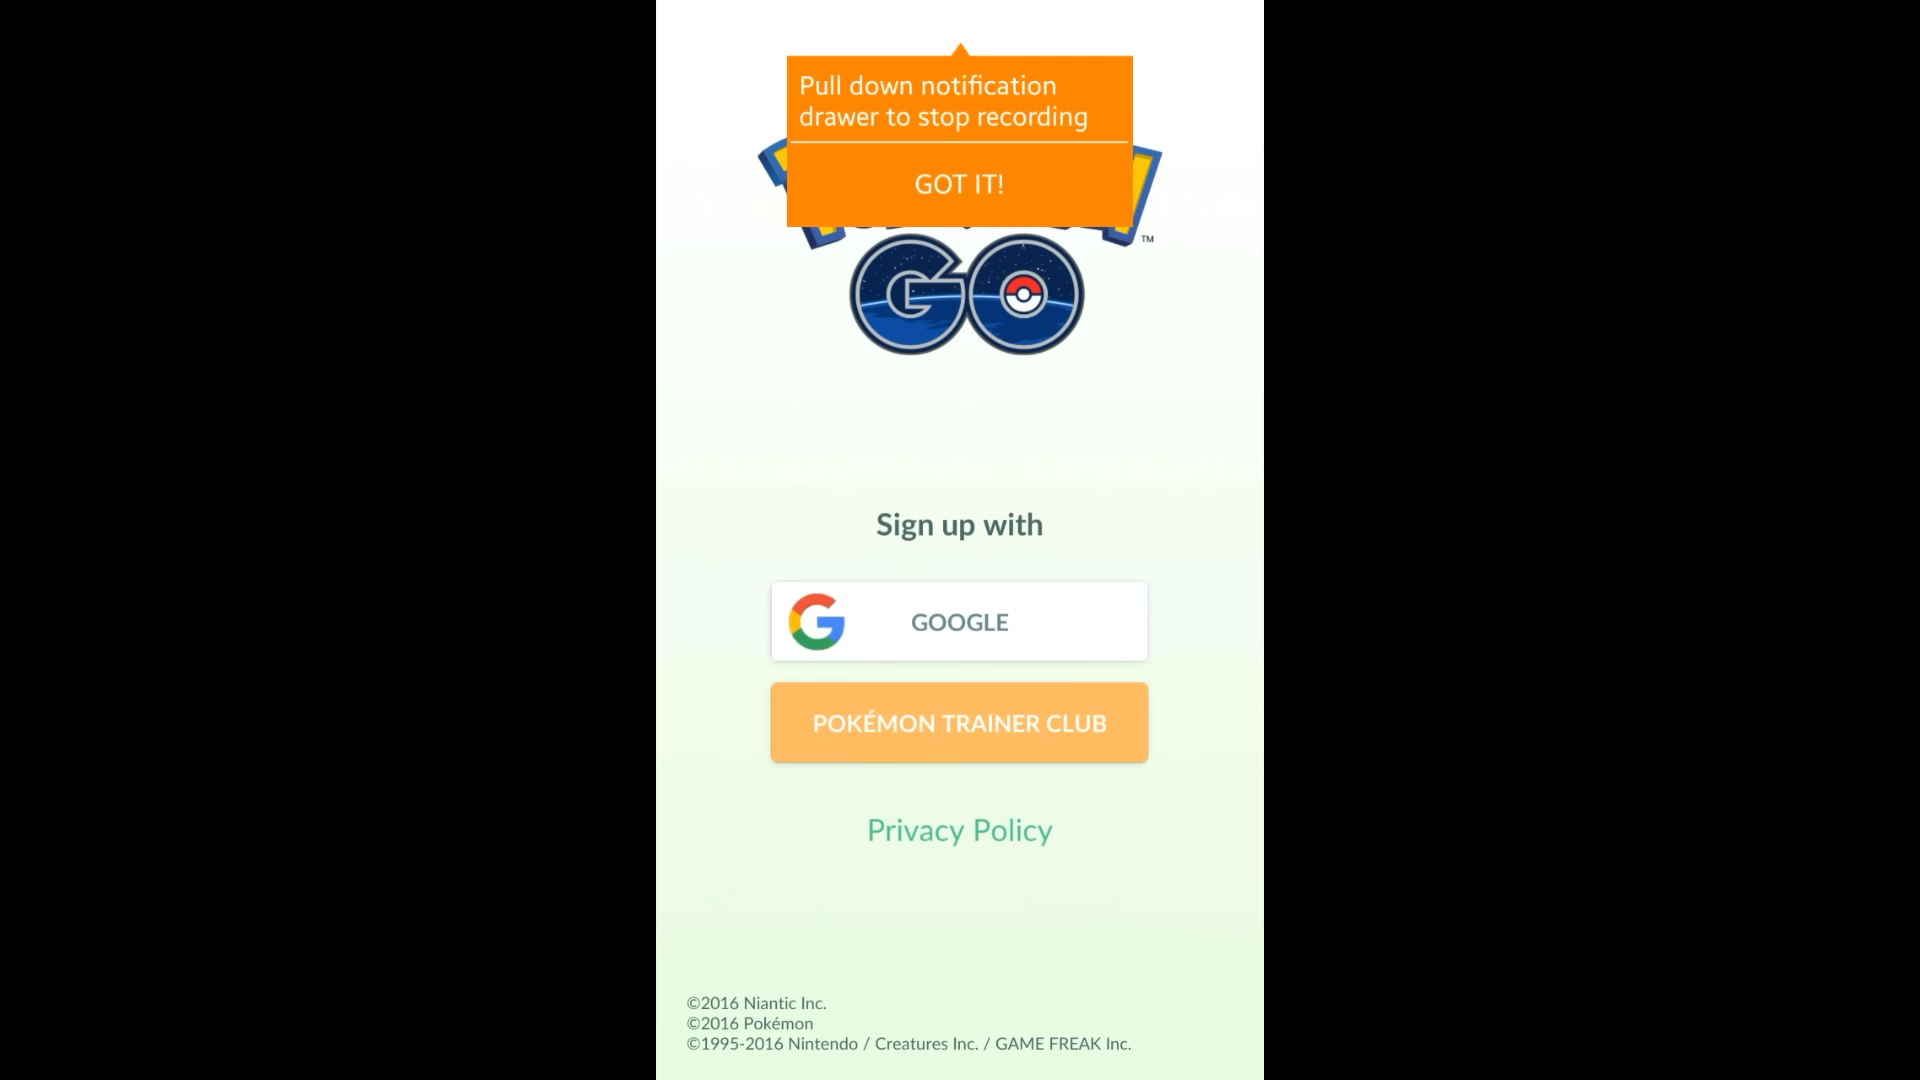 Pull down notification
drawer to stop recording
GOT IT!
GO
TM
Sign up with
GOOGLE
POKÉMON TRAINER CLUB
Privacy Policy
©2016 Niantic Inc.
©2016 Pokémon
©1995-2016 Nintendo / Creatures Inc. / GAME FREAK Inc.